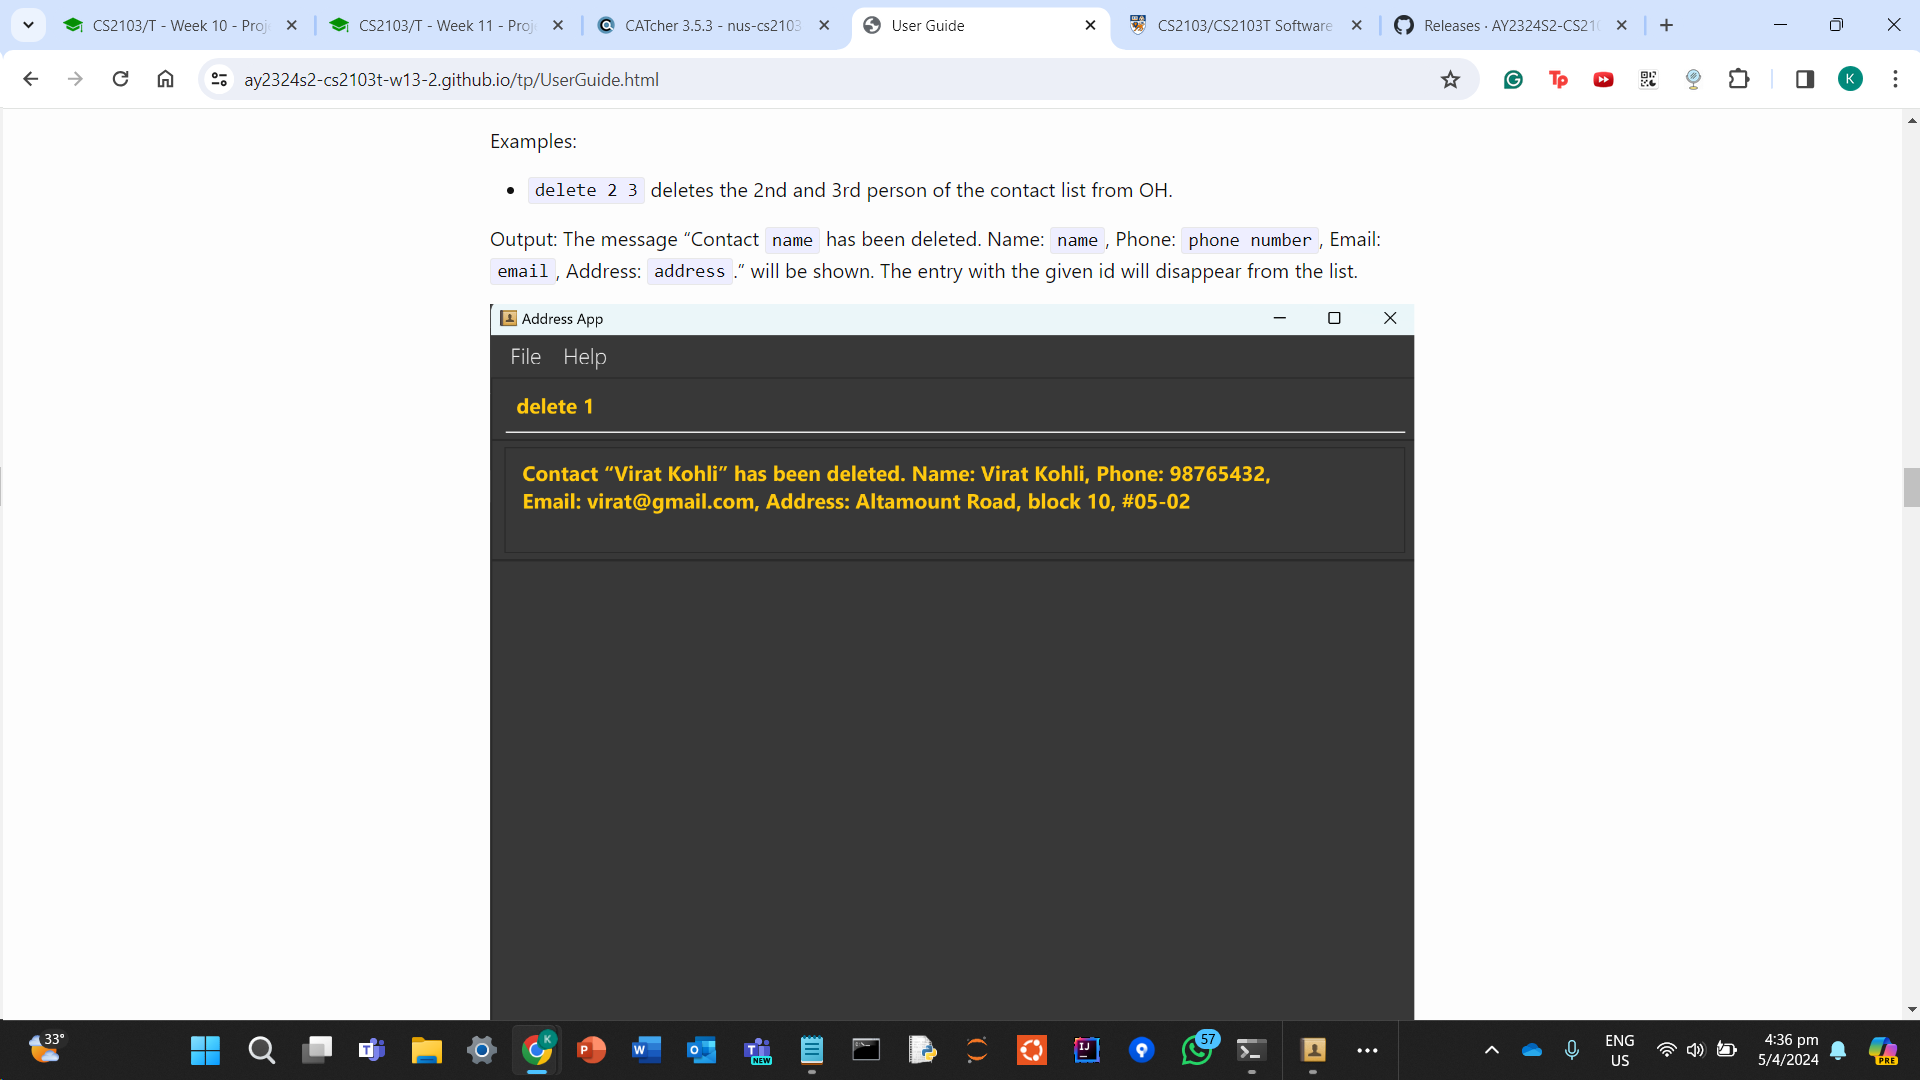 CS2103/T - Week 10 - Proj
CS2103/T - Week 11 - Proj
CATcher 3.5.3 - nus-cs2103
User Guide
CS2103/CS2103T Software
Releases · AY2324S2-CS210
ay2324s2-cs2103t-w13-2.github.io/tp/UserGuide.html
K
Examples:
• delete 2 3 deletes the 2nd and 3rd person of the contact list from OH.
Output: The message “Contact name has been deleted. Name: name, Phone: phone number, Email:
email, Address: address.” will be shown. The entry with the given id will disappear from the list.
Address App
File Help
delete 1
Contact “Virat Kohli” has been deleted. Name: Virat Kohli, Phone: 98765432,
Email: virat@gmail.com, Address: Altamount Road, block 10, #05-02
33°
K
NEW
57
ENG
US
4:36 pm
5/4/2024
PRE